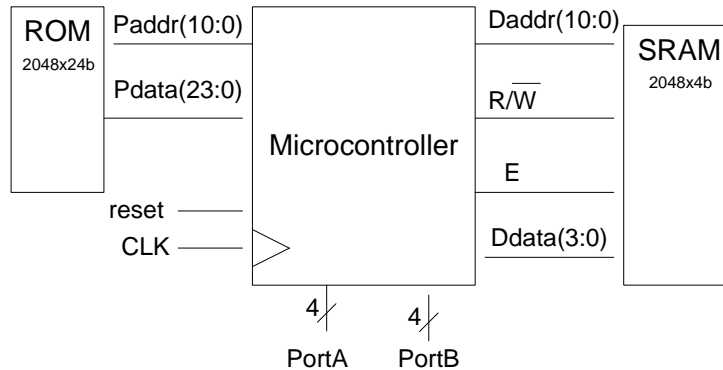 ROM
2048x24b
Paddr(10:0)
Pdata(23:0)
reset
CLK
Microcontroller
4
PortA
4
PortB
Daddr(10:0)
R/W̅
E
Ddata(3:0)
SRAM
2048x4b